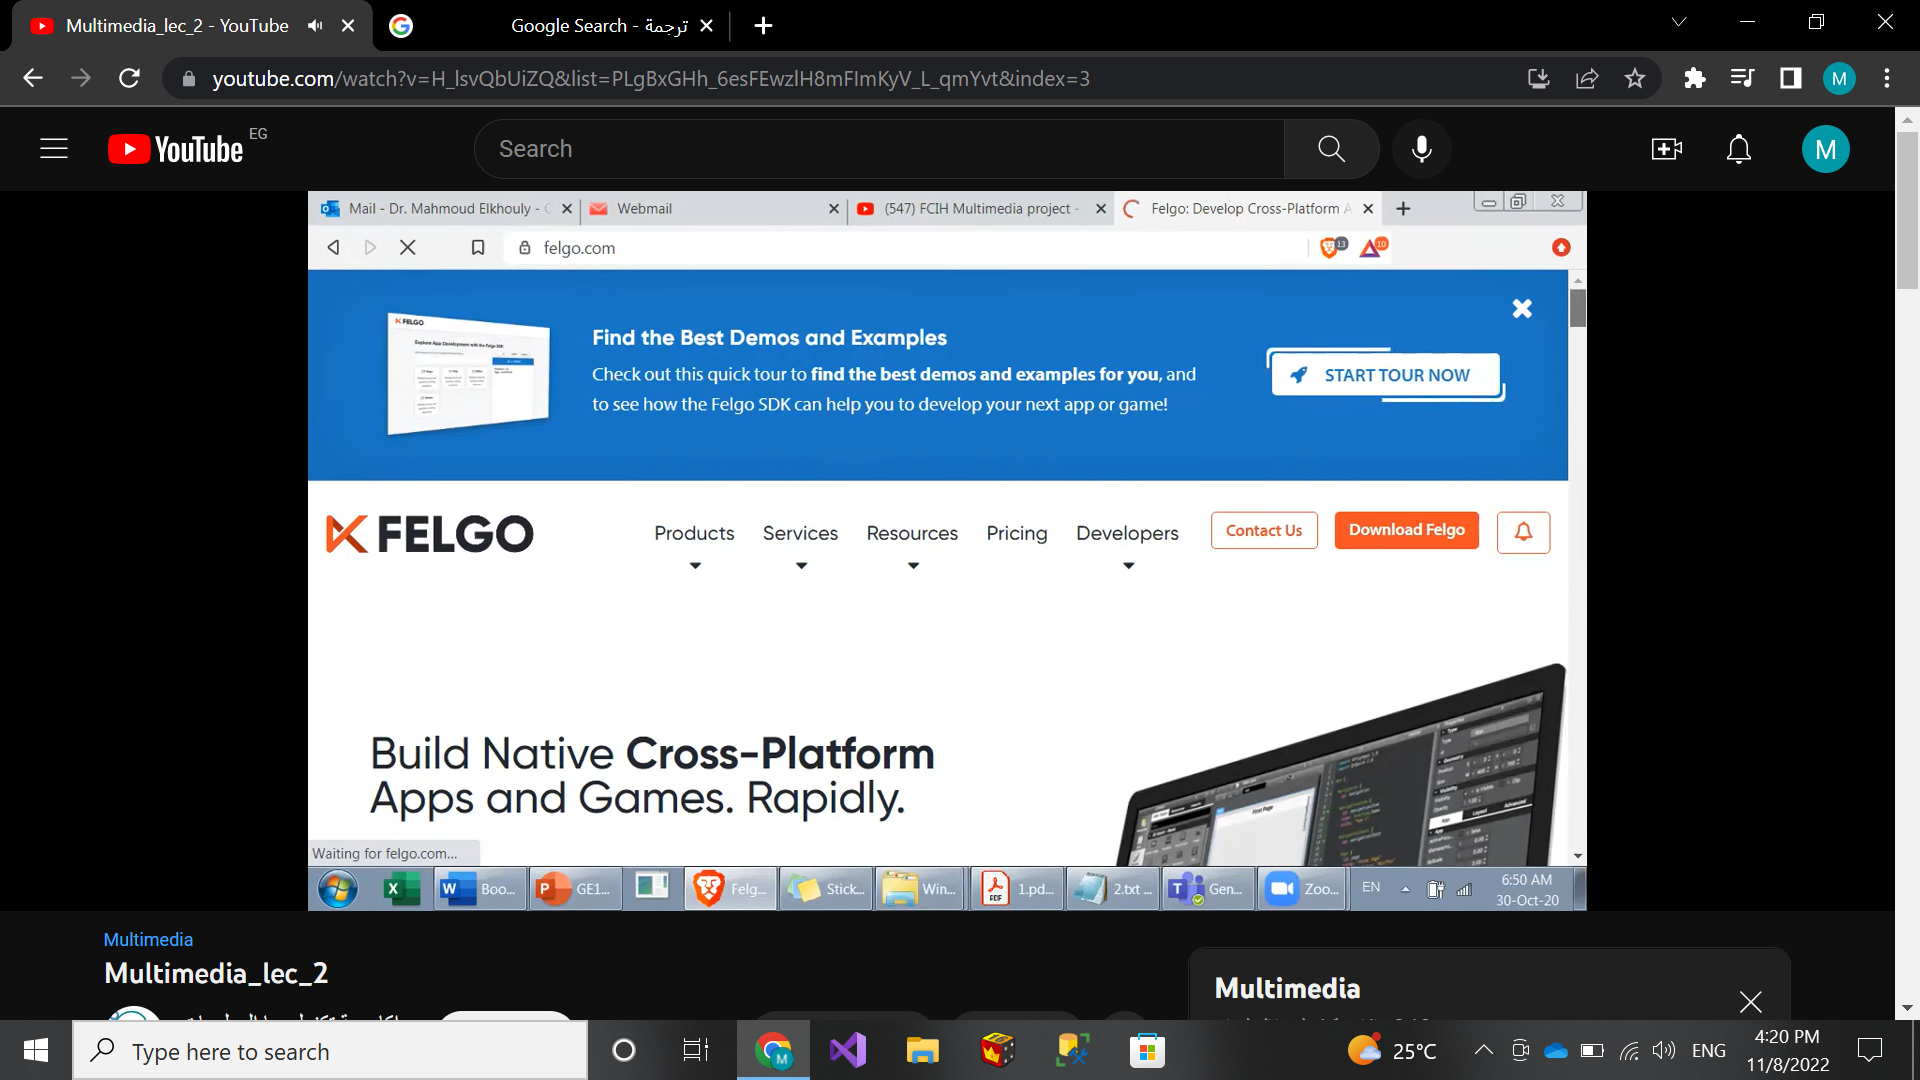 Multimedia_lec_2 - YouTube
ترجمة - Google Search
youtube.com/watch?v=H_lsvQbUiZQ&list=PLgBxGHh_6esFEwzlH8mFImKyV_L_qmYvt&index=3
M
YouTube EG
Search
M
Mail - Dr. Mahmoud Elkhouly - C
Webmail
(547) FCIH Multimedia project -
Felgo: Develop Cross-Platform A
felgo.com
13
10
FELGO
Find the Best Demos and Examples
Check out this quick tour to find the best demos and examples for you, and
to see how the Felgo SDK can help you to develop your next app or game!
START TOUR NOW
FELGO
Products
Services
Resources
Pricing
Developers
Contact Us
Download Felgo
Build Native Cross-Platform
Apps and Games. Rapidly.
First Page
Waiting for felgo.com...
Boo...
GE1...
Felg...
Stick...
Win...
1.pd...
2.txt ...
Gen...
Zoo...
EN
6:50 AM
30-Oct-20
Multimedia
Multimedia_lec_2
Multimedia
Type here to search
M
25°C
ENG
4:20 PM
11/8/2022